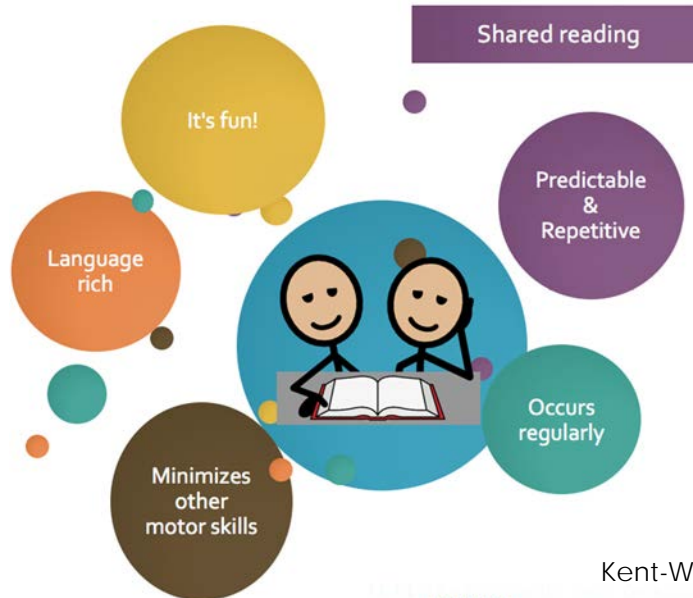 Shared reading
It's fun!
Predictable
&
Repetitive
Language
rich
Occurs
regularly
Minimizes
other
motor skills
Kent-W